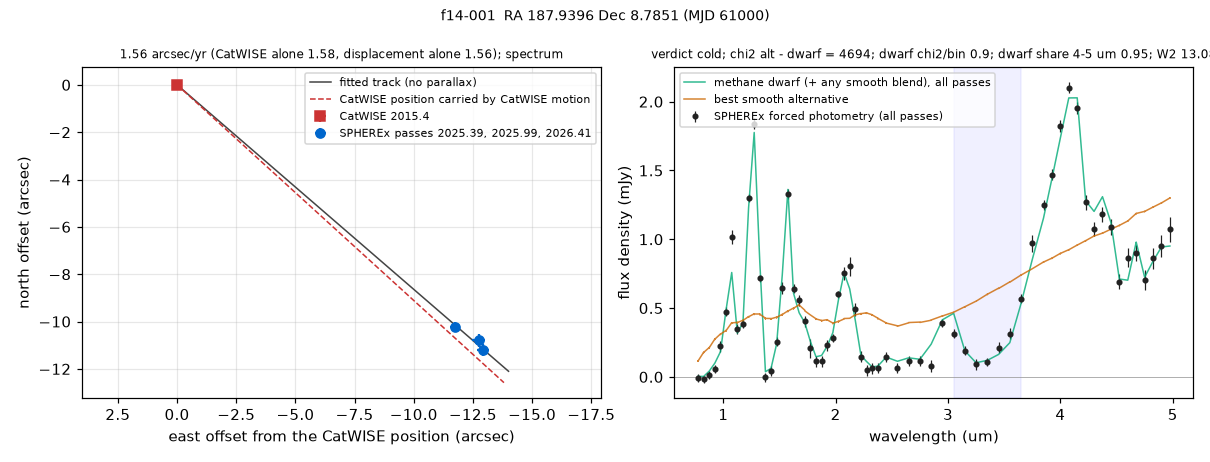 f14-001 RA 187.9396 Dec 8.7851 (MJD 61000)
1.56 arcsec/yr (CatWISE alone 1.58, displacement alone 1.56); spectrum
fitted track (no parallax)
CatWISE position carried by CatWISE motion
CatWISE 2015.4
SPHEREx passes 2025.39, 2025.99, 2026.41
0
−2
−4
−6
−8
−10
−12
north offset (arcsec)
2.5 0.0 −2.5 −5.0 −7.5 −10.0 −12.5 −15.0 −17.5
east offset from the CatWISE position (arcsec)
verdict cold; chi2 alt - dwarf = 4694; dwarf chi2/bin 0.9; dwarf share 4-5 um 0.95; W2 13.0
methane dwarf (+ any smooth blend), all passes
best smooth alternative
SPHEREx forced photometry (all passes)
2.0
1.5
1.0
0.5
0.0
flux density (mJy)
1 2 3 4 5
wavelength (um)